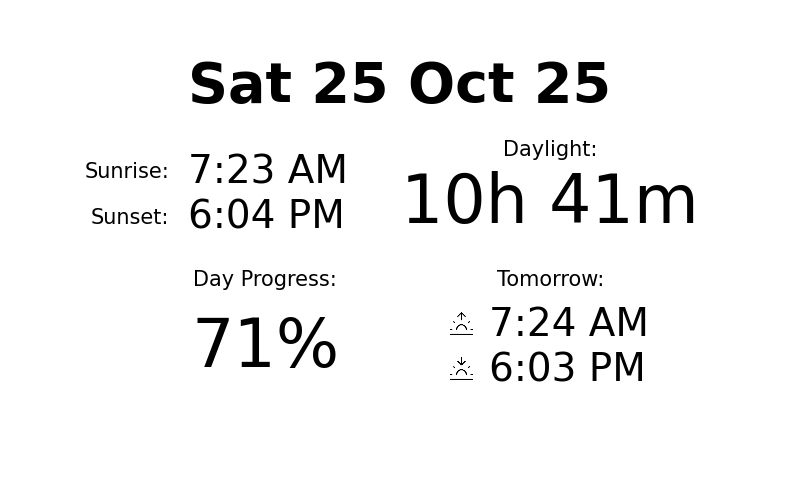 Sat 25 Oct 25
Sunrise: 7:23 AM
Sunset: 6:04 PM
Daylight:
10h 41m
Day Progress:
71%
Tomorrow:
7:24 AM
6:03 PM